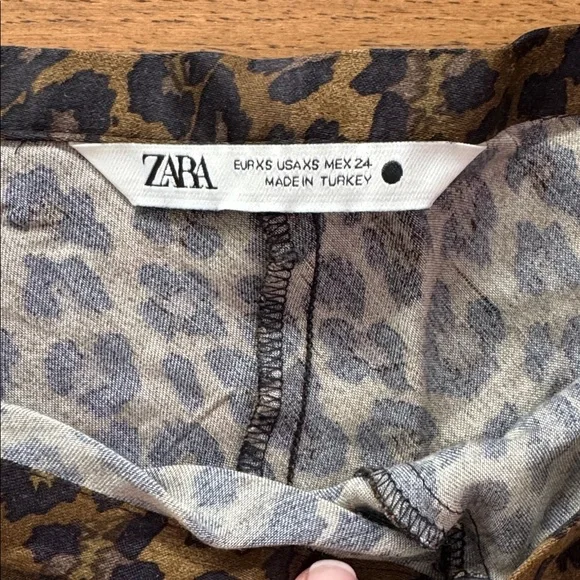 ZARA
EUR XS USA XS MEX 24
MADE IN TURKEY